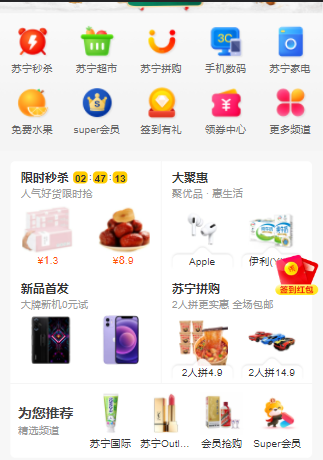 苏宁秒杀 苏宁超市 苏宁拼购 手机数码 苏宁家电
免费水果 super会员 签到有礼 领券中心 更多频道
限时秒杀 02:47:13
人气好货限时抢
¥1.3 ¥8.9
大聚惠
聚优品·惠生活
Apple 伊利(Y
签到红包
新品首发
大牌新机0元试
苏宁拼购
2人拼更实惠 全场包邮
2人拼4.9 2人拼14.9
为您推荐
精选频道
苏宁国际 苏宁Outl... 会员抢购 Super会员